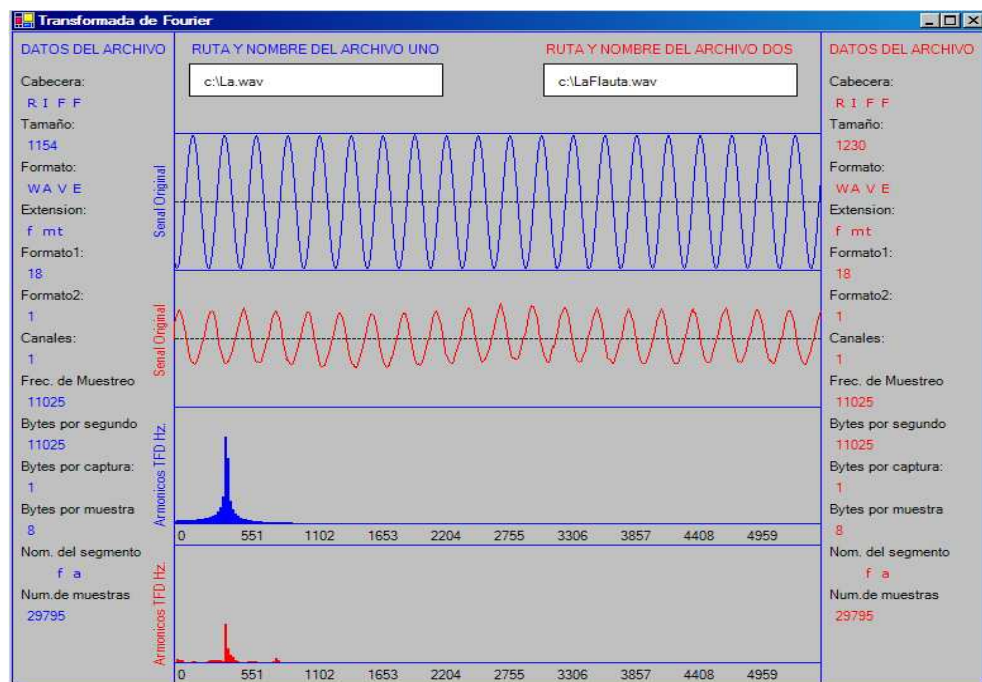 Transformada de Fourier
DATOS DEL ARCHIVO
Cabecera:
R I F F
Tamaño:
1154
Formato:
W A V E
Extension:
f mt
Formato1:
18
Formato2:
1
Canales:
1
Frec. de Muestreo
11025
Bytes por segundo
11025
Bytes por captura:
1
Bytes por muestra
8
Nom. del segmento
f a
Num.de muestras
29795
RUTA Y NOMBRE DEL ARCHIVO UNO
c:\La.wav
RUTA Y NOMBRE DEL ARCHIVO DOS
c:\LaFlauta.wav
Senal Original
Senal Original
Armonicos TFD Hz.
0 551 1102 1653 2204 2755 3306 3857 4408 4959
Armonicos TFD Hz.
0 551 1102 1653 2204 2755 3306 3857 4408 4959
DATOS DEL ARCHIVO
Cabecera:
R I F F
Tamaño:
1230
Formato:
W A V E
Extension:
f mt
Formato1:
18
Formato2:
1
Canales:
1
Frec. de Muestreo
11025
Bytes por segundo
11025
Bytes por captura:
1
Bytes por muestra
8
Nom. del segmento
f a
Num.de muestras
29795